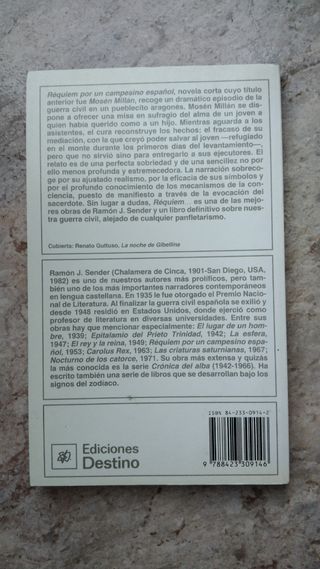 Réquiem por un campesino español, novela corta cuyo título
anterior fue Mosén Millán, recoge un dramático episodio de la
guerra civil en un pueblecito aragonés. Mosén Millán se dis-
pone a ofrecer una misa en sufragio del alma de un joven a
quien había querido como a un hijo. Mientras aguarda a los
asistentes, el cura reconstruye los hechos: el fracaso de su
mediación, con la que creyó poder salvar al joven —refugiado
en el monte durante los primeros días del levantamiento—,
pero que no sirvió sino para entregarlo a sus ejecutores. El
relato es de una perfecta sobriedad y de una sencillez no por
ello menos profunda y estremecedora. La narración sobreco-
ge por su ajustado realismo, por la eficacia de sus símbolos y
por el profundo conocimiento de los mecanismos de la con-
ciencia, puesto de manifiesto a través de la evocación del
sacerdote. Sin lugar a dudas, Réquiem... es una de las mejo-
res obras de Ramón J. Sender y un libro definitivo sobre nues-
tra guerra civil, alejado de cualquier panfletarismo.
Cubierta: Renato Guttuso, La noche de Gibellina
Ramón J. Sender (Chalamera de Cinca, 1901-San Diego, USA,
1982) es uno de nuestros autores más prolíficos, pero tam-
bién uno de los más importantes narradores contemporá-
neos en lengua castellana. En 1935 le fue otorgado el Premio Nacio-
nal de Literatura. Al finalizar la guerra civil española se exilió y
desde 1948 residió en Estados Unidos, donde ejerció como
profesor de literatura en diversas universidades. Entre sus
obras hay que mencionar especialmente: El lugar de un hom-
bre, 1939; Epitalamio del Prieto Trinidad, 1942; La esfera,
1947; El rey y la reina, 1949; Réquiem por un campesino espa-
ñol, 1953; Carolus Rex, 1963; Las criaturas saturnianas, 1967;
Nocturno de los catorce, 1971. Su obra más extensa y quizás
la más conocida es la serie Crónica del alba (1942-1966). Ha
escrito también una serie de libros que se desarrollan bajo los
signos del zodíaco.
Ediciones
Destino
ISBN 84-233-0914-2
9 788423 309146